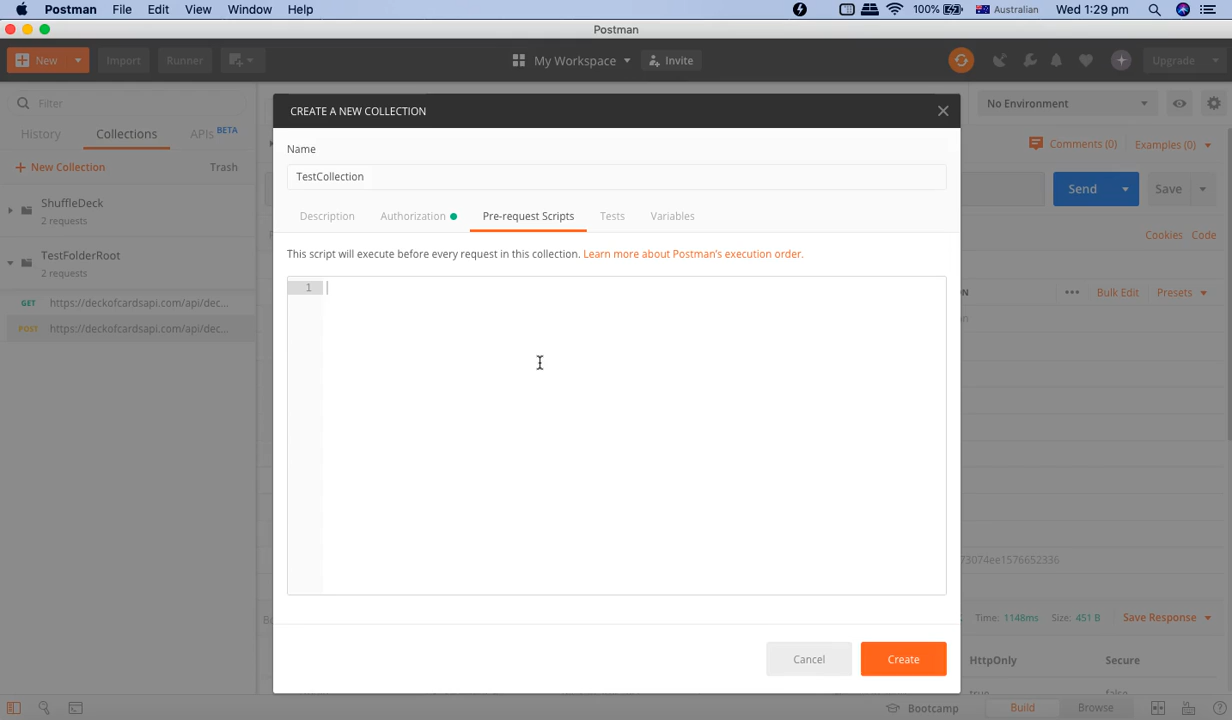 Postman File Edit View Window Help 100% Australian Wed 1:29 pm
Postman
New Import Runner My Workspace Invite Upgrade
Filter
No Environment
CREATE A NEW COLLECTION
History Collections APIs BETA
Comments (0) Examples (0)
Name
New Collection Trash
TestCollection
Send Save
ShuffleDeck
2 requests
Description Authorization Pre-request Scripts Tests Variables
Cookies Code
This script will execute before every request in this collection. Learn more about Postman's execution order.
TestFolderRoot
2 requests
1
Bulk Edit Presets
GET https://deckofcardsapi.com/api/dec...
POST https://deckofcardsapi.com/api/dec...
73074ee1576652336
Time: 1148ms Size: 451 B Save Response
Cancel Create
HttpOnly Secure
true false
Bootcamp Build Browse